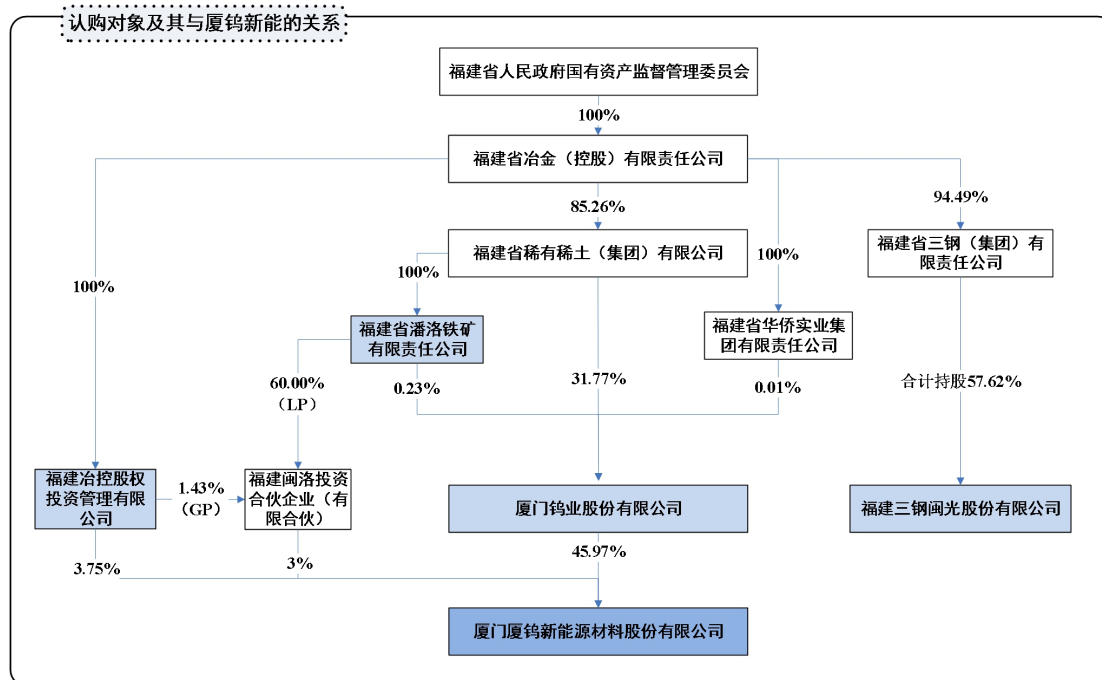 认购对象及其与厦钨新能的关系
福建省人民政府国有资产监督管理委员会
100%
福建省冶金（控股）有限责任公司
85.26%
94.49%
福建省稀有稀土（集团）有限公司
福建省三钢（集团）有
限责任公司
100%
100%
100%
福建省潘洛铁矿
有限责任公司
福建省华侨实业集
团有限责任公司
60.00%
（LP）
0.23%
31.77%
0.01%
合计持股57.62%
福建冶控股权
投资管理有限
公司
1.43%
（GP）
福建闽洛投资
合伙企业（有
限合伙）
厦门钨业股份有限公司
福建三钢闽光股份有限公司
3.75%
3%
45.97%
厦门厦钨新能源材料股份有限公司